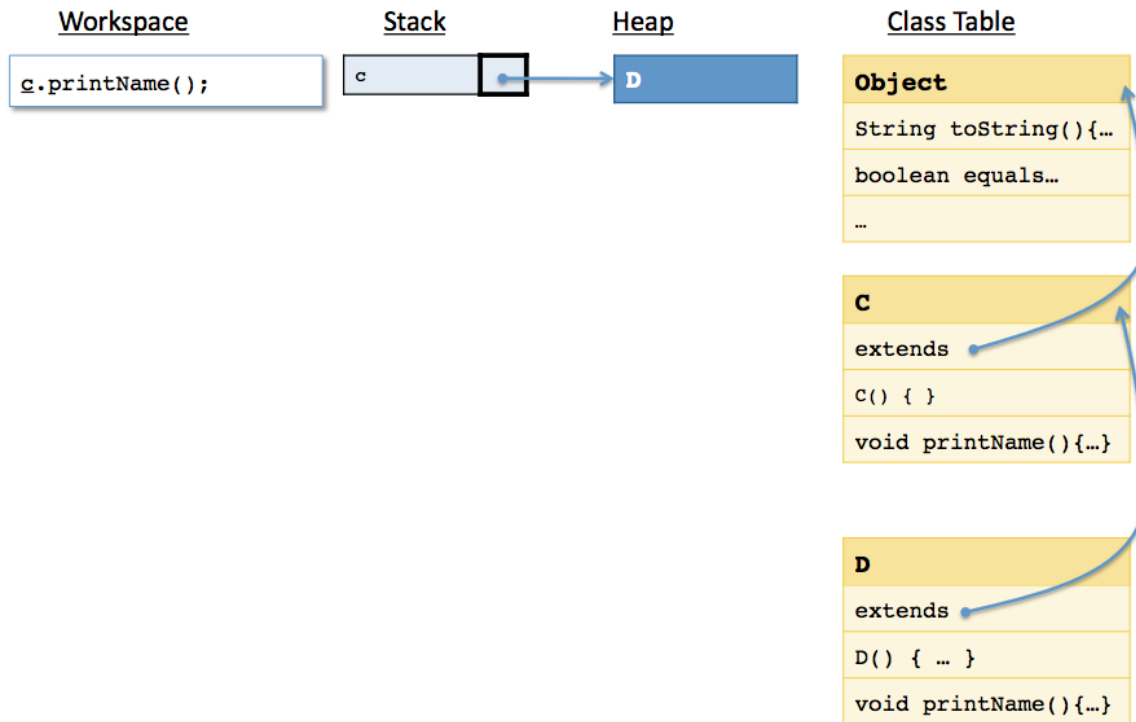 Workspace
Stack
Heap
Class Table
c.printName();
c
D
Object
String toString(){…
boolean equals…
…
C
extends
C() { }
void printName(){…}
D
extends
D() { … }
void printName(){…}